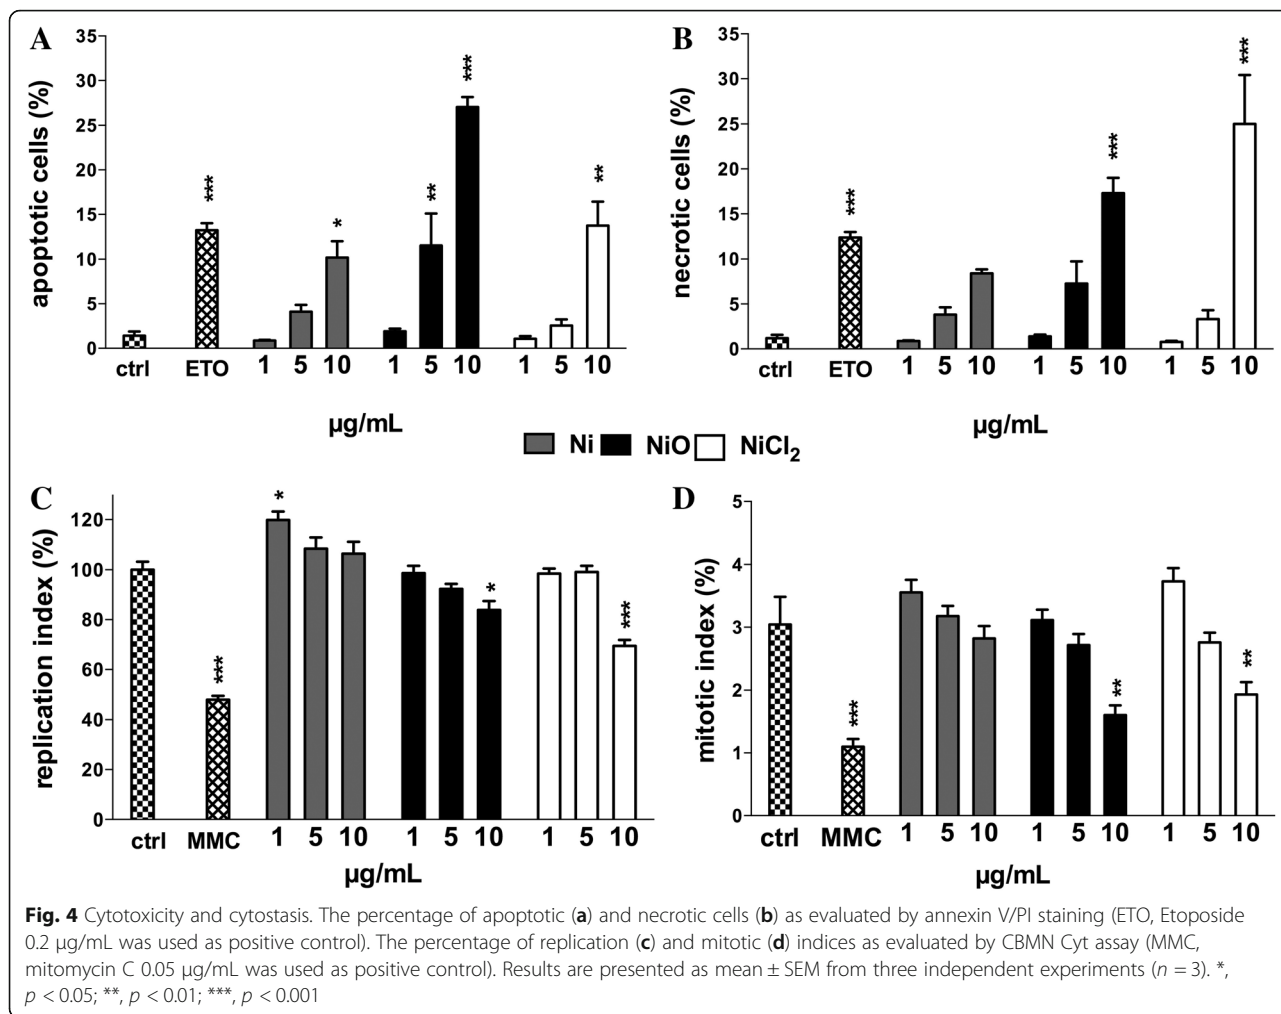 A
apoptotic cells (%)
35
30
25
20
15
10
5
0
***
*
**
***
**
ctrl ETO 1 5 10 1 5 10 1 5 10
µg/mL
B
necrotic cells (%)
35
30
25
20
15
10
5
0
***
***
***
ctrl ETO 1 5 10 1 5 10 1 5 10
µg/mL
Ni NiO NiCl2
C
replication index (%)
120
100
80
60
40
20
0
***
*
*
***
ctrl MMC 1 5 10 1 5 10 1 5 10
µg/mL
D
mitotic index (%)
5
4
3
2
1
0
***
**
**
ctrl MMC 1 5 10 1 5 10 1 5 10
µg/mL
Fig. 4 Cytotoxicity and cytostasis. The percentage of apoptotic (a) and necrotic cells (b) as evaluated by annexin V/PI staining (ETO, Etoposide
0.2 µg/mL was used as positive control). The percentage of replication (c) and mitotic (d) indices as evaluated by CBMN Cyt assay (MMC,
mitomycin C 0.05 µg/mL was used as positive control). Results are presented as mean ± SEM from three independent experiments (n = 3). *,
p < 0.05; **, p < 0.01; ***, p < 0.001